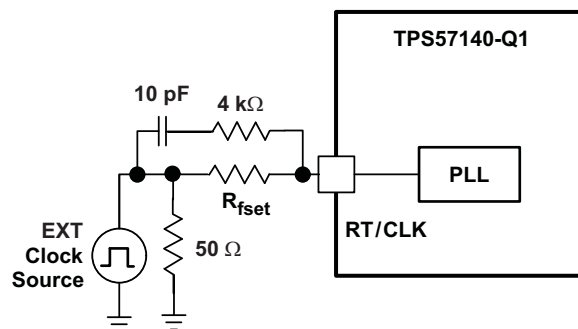 TPS57140-Q1
10 pF
4 kΩ
PLL
R_fset
RT/CLK
EXT
Clock
Source
50 Ω